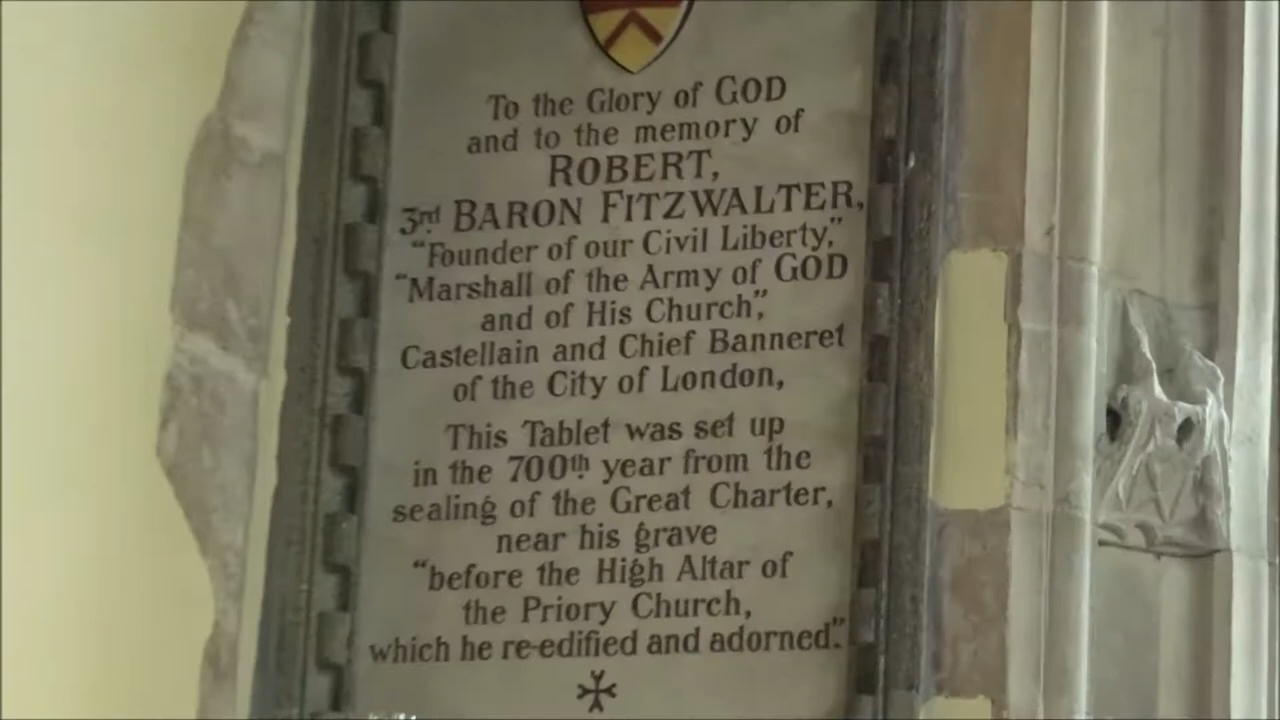 To the Glory of GOD
and to the memory of
ROBERT,
3rd BARON FITZWALTER,
"Founder of our Civil Liberty,"
"Marshall of the Army of GOD
and of His Church",
Castellain and Chief Banneret
of the City of London,
This Tablet was set up
in the 700th year from the
sealing of the Great Charter,
near his grave
"before the High Altar of
the Priory Church,
which he re-edified and adorned."